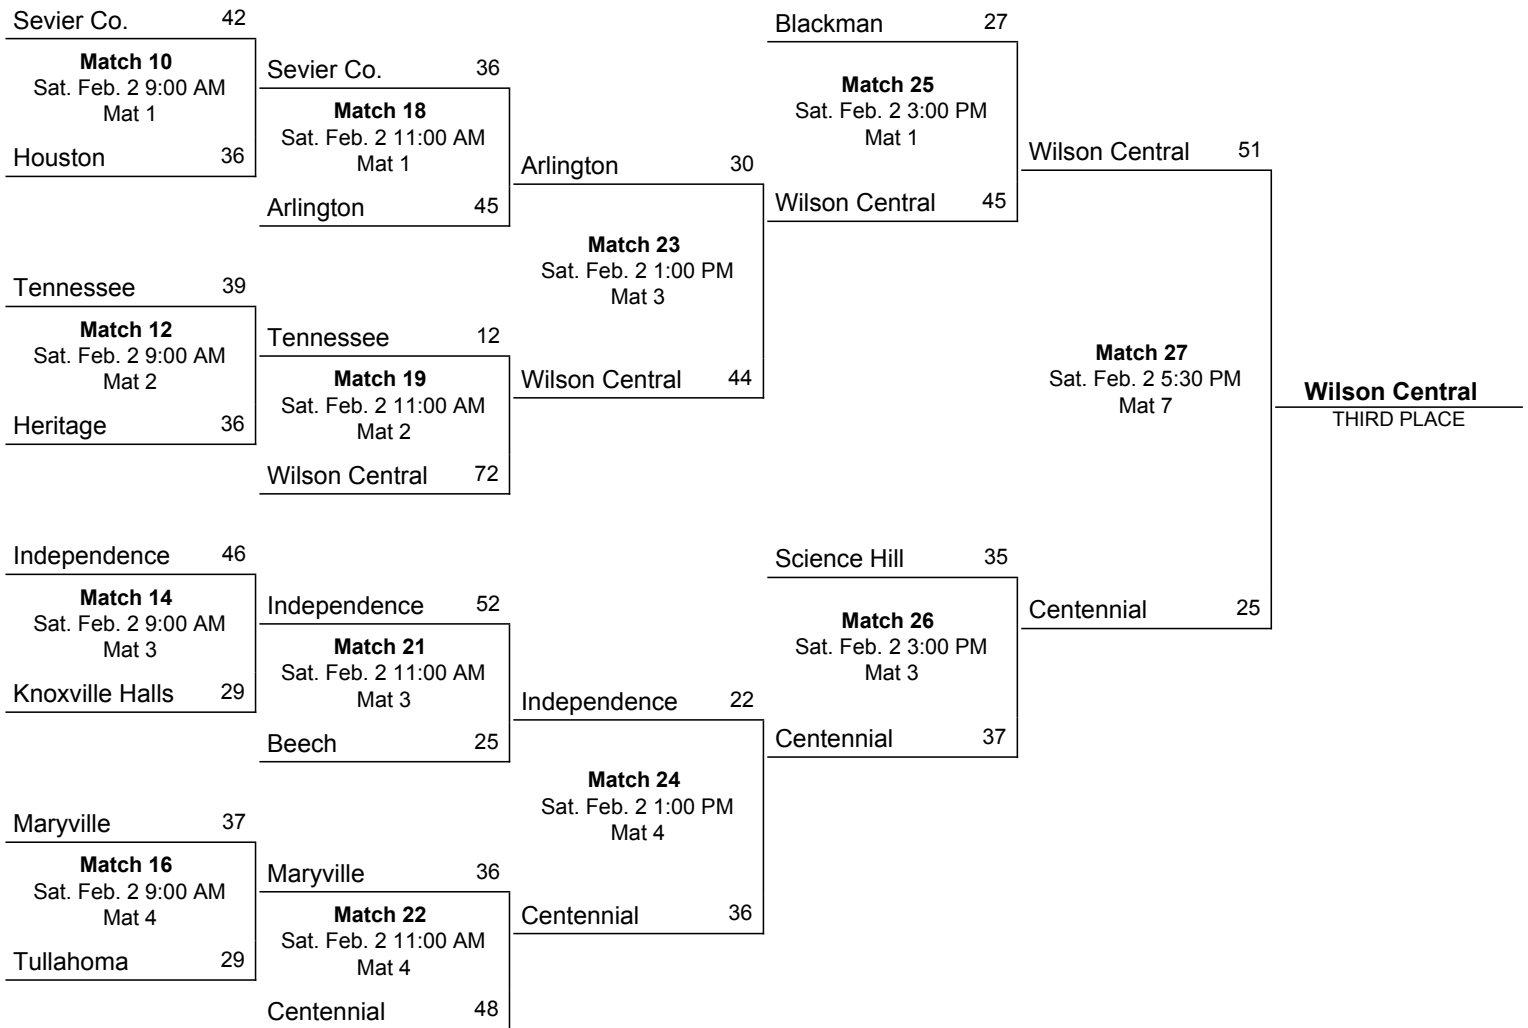 Sevier Co. 42
Match 10
Sat. Feb. 2 9:00 AM
Mat 1
Houston 36
Tennessee 39
Match 12
Sat. Feb. 2 9:00 AM
Mat 2
Heritage 36
Independence 46
Match 14
Sat. Feb. 2 9:00 AM
Mat 3
Knoxville Halls 29
Maryville 37
Match 16
Sat. Feb. 2 9:00 AM
Mat 4
Tullahoma 29
Sevier Co. 36
Match 18
Sat. Feb. 2 11:00 AM
Mat 1
Arlington 45
Tennessee 12
Match 19
Sat. Feb. 2 11:00 AM
Mat 2
Wilson Central 72
Independence 52
Match 21
Sat. Feb. 2 11:00 AM
Mat 3
Beech 25
Maryville 36
Match 22
Sat. Feb. 2 11:00 AM
Mat 4
Centennial 48
Arlington 30
Match 23
Sat. Feb. 2 1:00 PM
Mat 3
Wilson Central 44
Independence 22
Match 24
Sat. Feb. 2 1:00 PM
Mat 4
Centennial 36
Blackman 27
Match 25
Sat. Feb. 2 3:00 PM
Mat 1
Wilson Central 45
Science Hill 35
Match 26
Sat. Feb. 2 3:00 PM
Mat 3
Centennial 37
Wilson Central 51
Match 27
Sat. Feb. 2 5:30 PM
Mat 7
Centennial 25
Wilson Central
THIRD PLACE